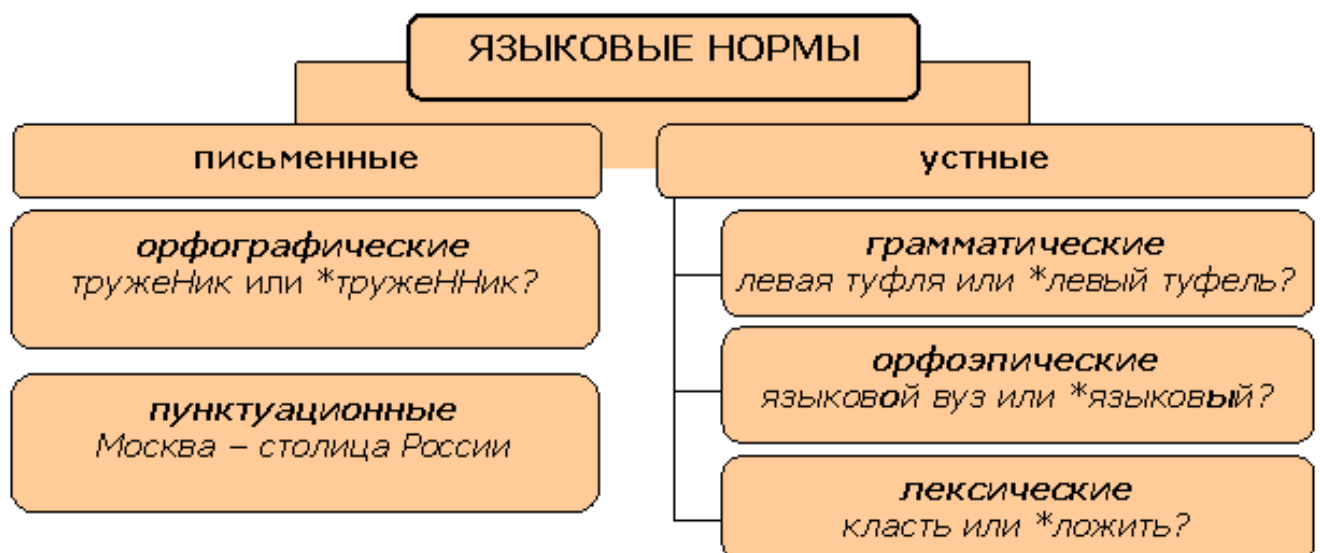 ЯЗЫКОВЫЕ НОРМЫ
письменные
орфографические
тружеНик или *тружеННик?
пунктуационные
Москва – столица России
устные
грамматические
левая туфля или *левый туфель?
орфоэпические
языковой вуз или *языковый?
лексические
класть или *ложить?